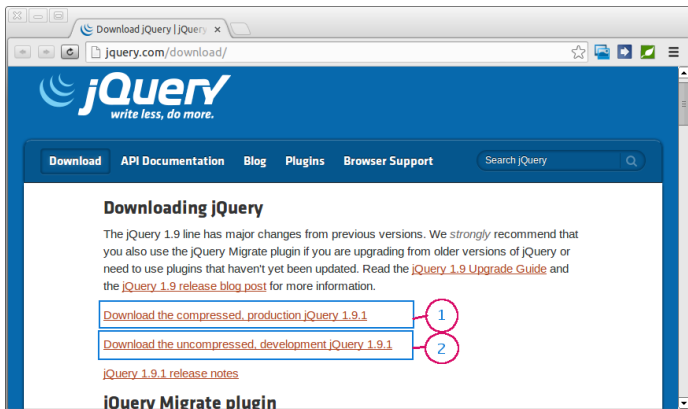 Download jQuery | jQuery
jquery.com/download/
jQuery
write less, do more.
Download API Documentation Blog Plugins Browser Support Search jQuery
Downloading jQuery
The jQuery 1.9 line has major changes from previous versions. We strongly recommend that
you also use the jQuery Migrate plugin if you are upgrading from older versions of jQuery or
need to use plugins that haven't yet been updated. Read the jQuery 1.9 Upgrade Guide and
the jQuery 1.9 release blog post for more information.
Download the compressed, production jQuery 1.9.1 1
Download the uncompressed, development jQuery 1.9.1 2
jQuery 1.9.1 release notes
jQuery Migrate plugin